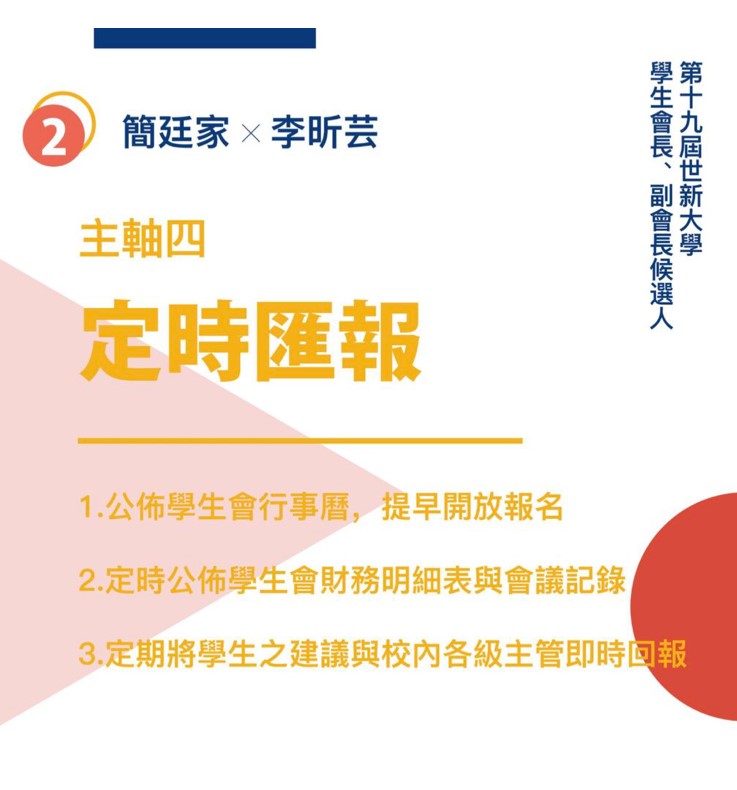 第十九屆世新大學
學生會長、副會長候選人
2
簡廷家×李昕芸
主軸四
定時匯報
1.公佈學生會行事曆，提早開放報名
2.定時公佈學生會財務明細表與會議記錄
3.定期將學生之建議與校內各級主管即時回報